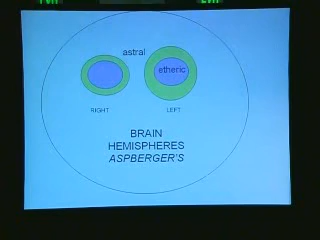 astral
etheric
RIGHT
LEFT
BRAIN
HEMISPHERES
ASPBERGER'S